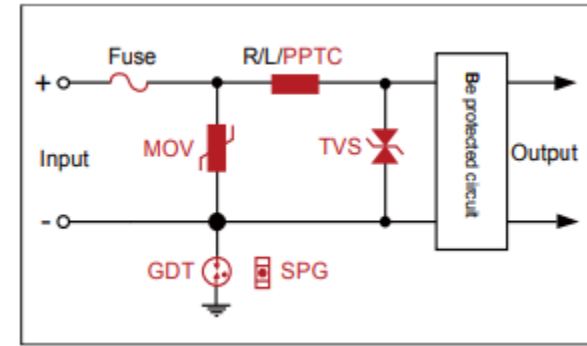 Fuse
R/L/PPTC
+
MOV
TVS
Input
Be protected circuit
Output
-
GDT
SPG